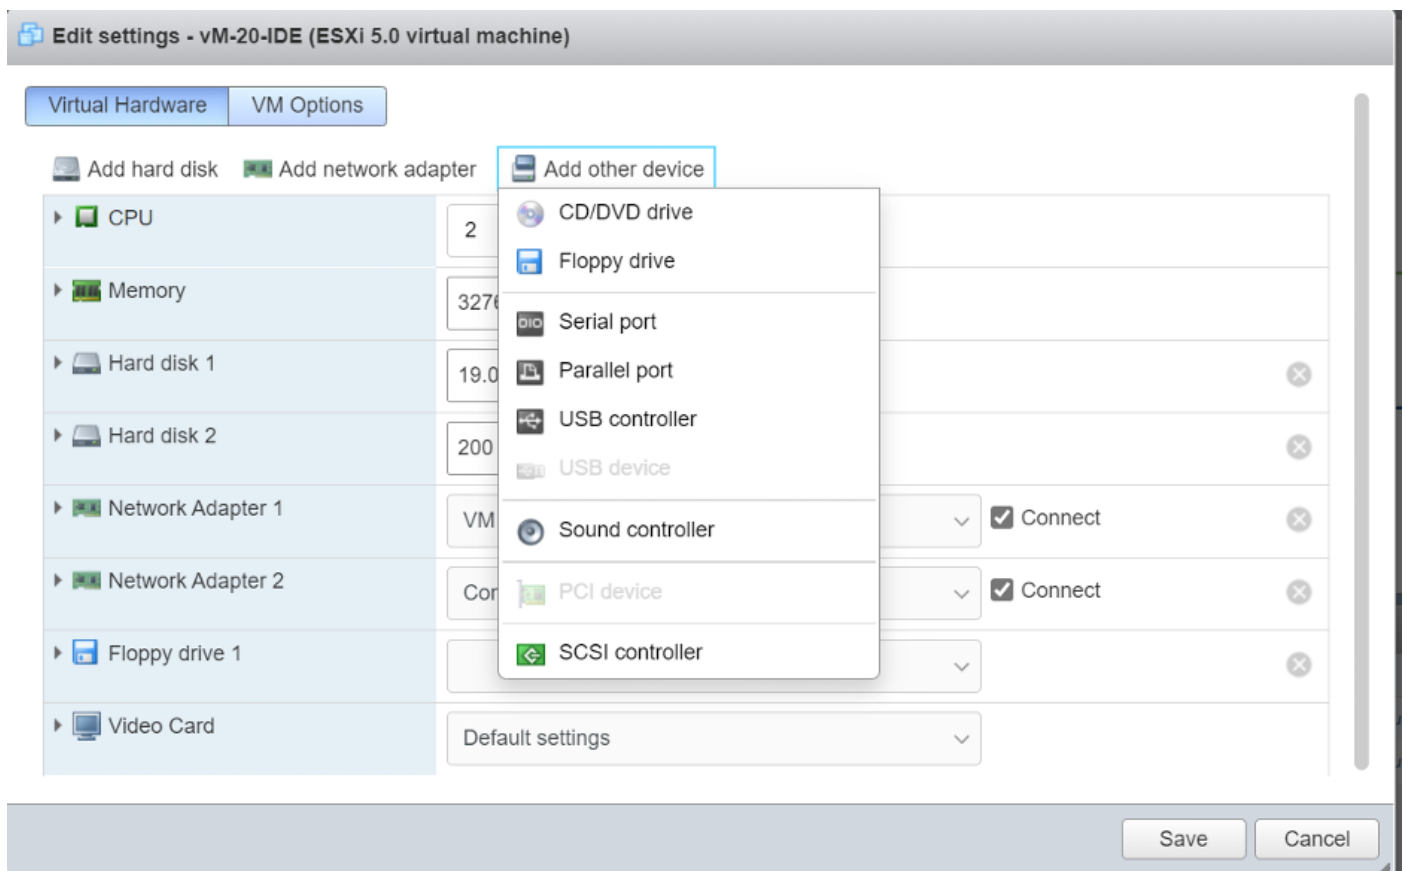 Edit settings - vM-20-IDE (ESXi 5.0 virtual machine)
Virtual Hardware VM Options
Add hard disk Add network adapter Add other device
CPU 2
CD/DVD drive
Floppy drive
Memory 3276
Serial port
Hard disk 1 19.0
Parallel port
USB controller
Hard disk 2 200
USB device
Network Adapter 1 VM Connect
Sound controller
Network Adapter 2 Cor Connect
PCI device
Floppy drive 1
SCSI controller
Video Card Default settings
Save Cancel